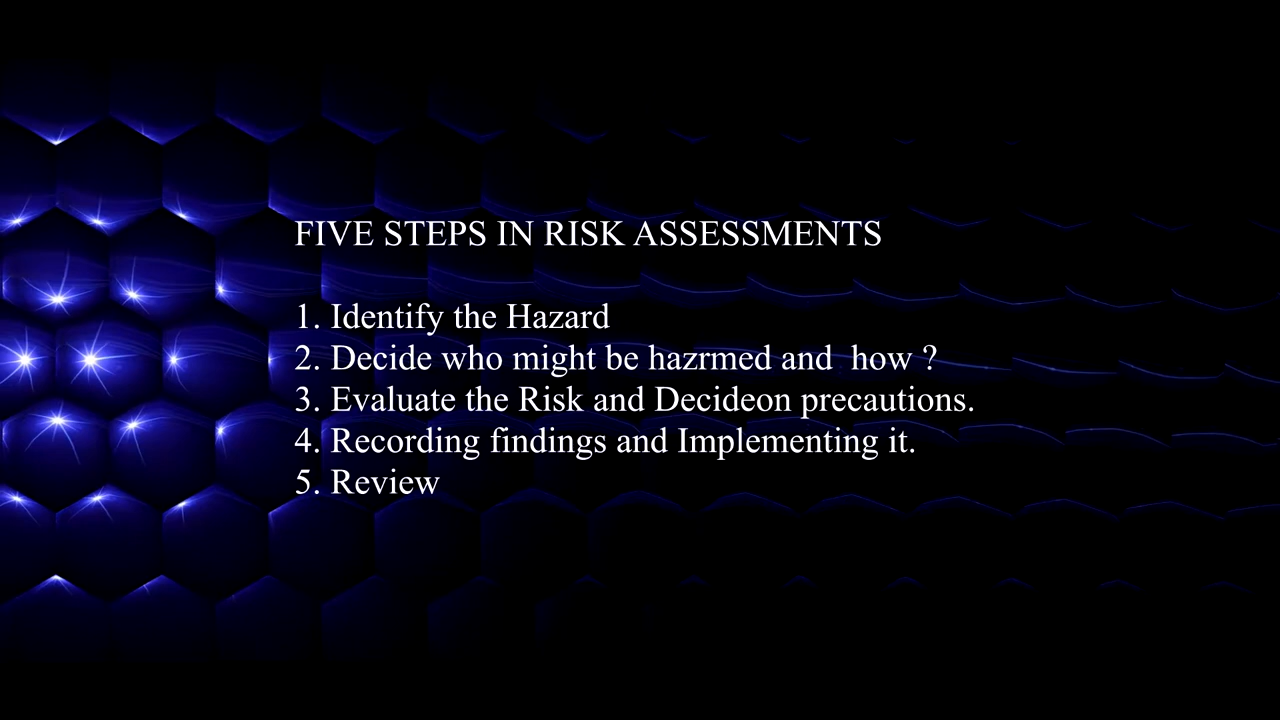 FIVE STEPS IN RISK ASSESSMENTS
1. Identify the Hazard
2. Decide who might be hazrmed and  how ?
3. Evaluate the Risk and Decideon precautions.
4. Recording findings and Implementing it.
5. Review